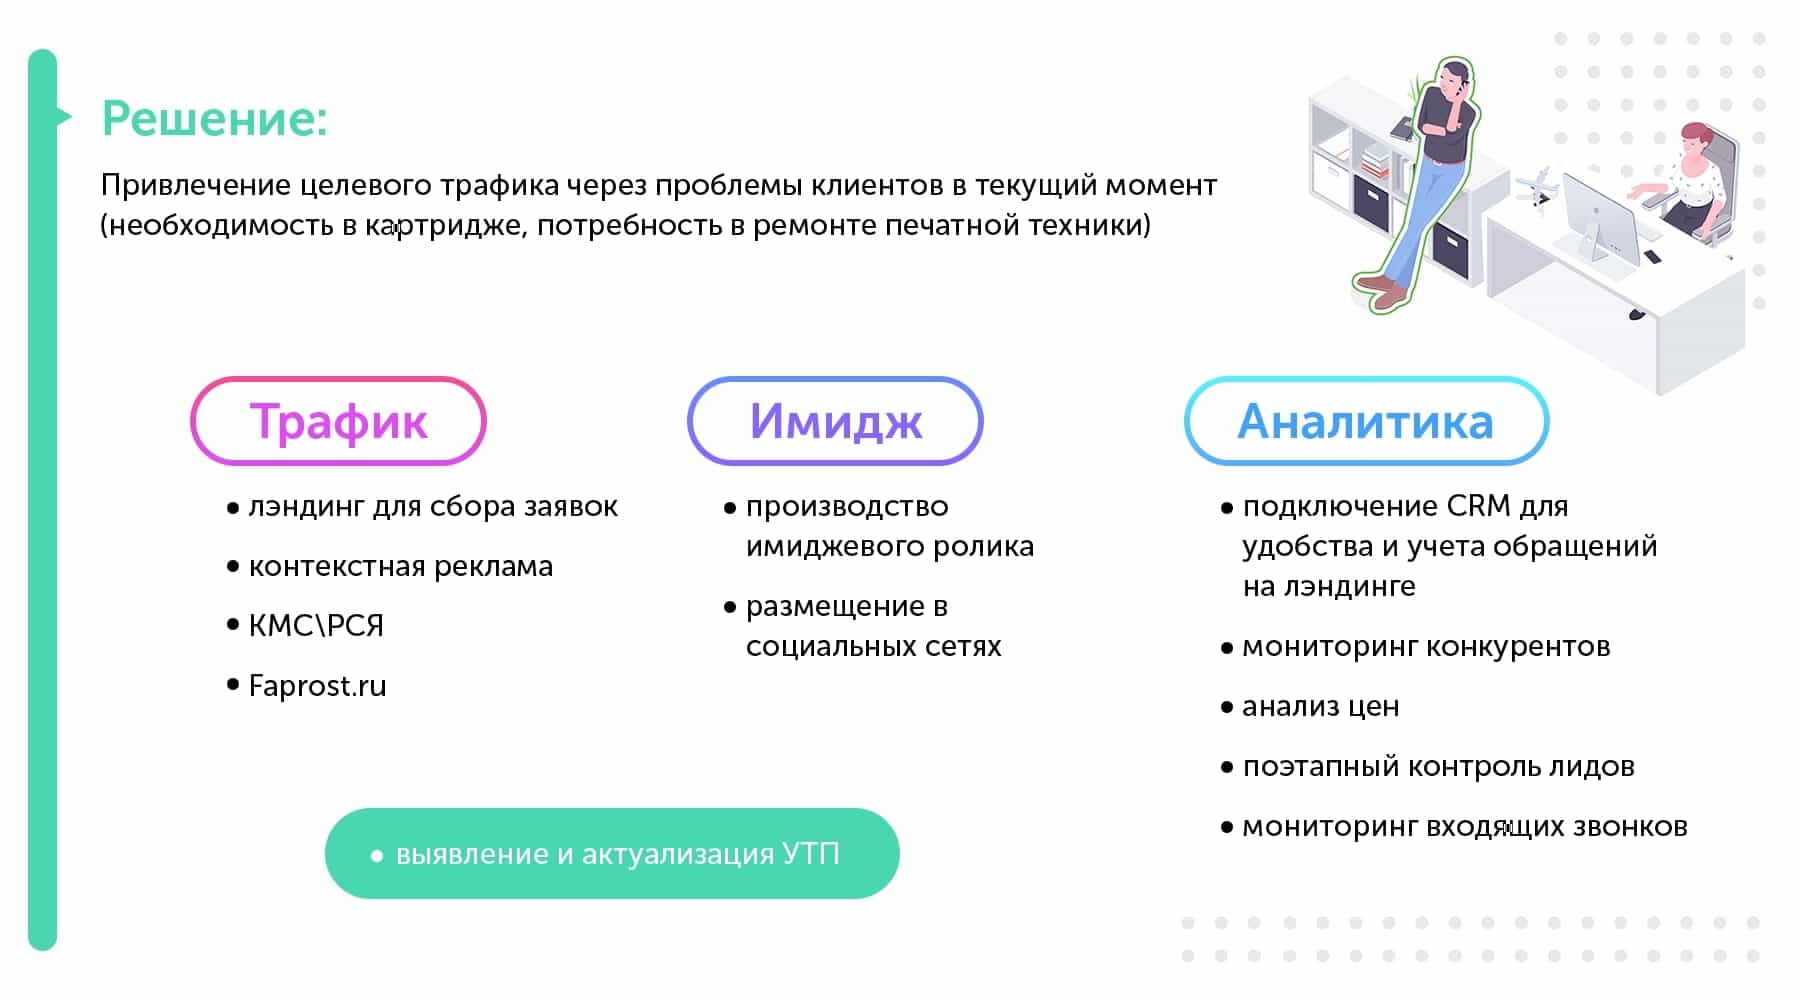 Решение:
Привлечение целевого трафика через проблемы клиентов в текущий момент
(необходимость в картридже, потребность в ремонте печатной техники)
Трафик
• лэндинг для сбора заявок
• контекстная реклама
• КМС\РСЯ
• Faprost.ru
Имидж
• производство
имиджевого ролика
• размещение в
социальных сетях
Аналитика
• подключение CRM для
удобства и учета обращений
на лэндинге
• мониторинг конкурентов
• анализ цен
• поэтапный контроль лидов
• мониторинг входящих звонков
• выявление и актуализация УТП